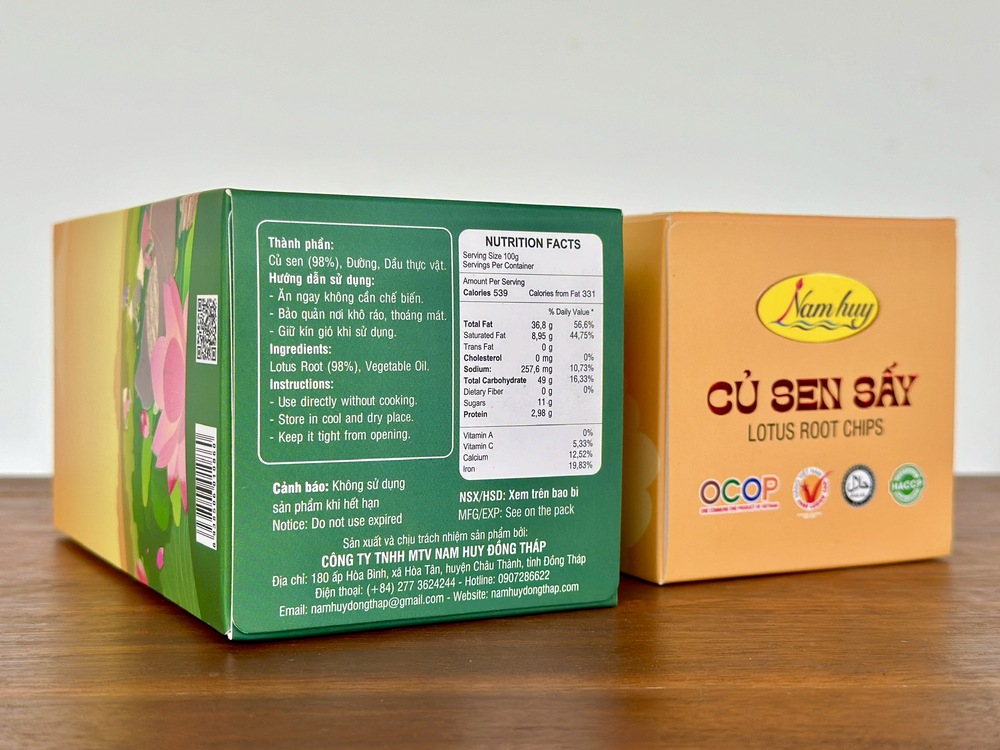 Thành phần:
Củ sen (98%), Đường, Dầu thực vật.
Hướng dẫn sử dụng:
- Ăn ngay không cần chế biến.
- Bảo quản nơi khô ráo, thoáng mát.
- Giữ kín gió khi sử dụng.
Ingredients:
Lotus Root (98%), Vegetable Oil.
Instructions:
- Use directly without cooking.
- Store in cool and dry place.
- Keep it tight from opening.
NUTRITION FACTS
Serving Size 100g
Servings Per Container
Amount Per Serving
Calories 539 Calories from Fat 331
% Daily Value *
Total Fat 36,8 g 56,6%
Saturated Fat 8,95 g 44,75%
Trans Fat 0 g
Cholesterol 0 mg 0%
Sodium: 257,6 mg 10,73%
Total Carbohydrate 49 g 16,33%
Dietary Fiber 0 g 0%
Sugars 11 g
Protein 2,98 g
Vitamin A 0%
Vitamin C 5,33%
Calcium 12,52%
Iron 19,83%
Cảnh báo: Không sử dụng
sản phẩm khi hết hạn
Notice: Do not use expired
NSX/HSD: Xem trên bao bì
MFG/EXP: See on the pack
Sản xuất và chịu trách nhiệm sản phẩm bởi:
CÔNG TY TNHH MTV NAM HUY ĐỒNG THÁP
Địa chỉ: 180 ấp Hòa Bình, xã Hòa Tân, huyện Châu Thành, tỉnh Đồng Tháp
Điện thoại: (+84) 277 3624244 - Hotline: 0907286622
Email: namhuydongthap@gmail.com - Website: namhuydongthap.com
Nam huy
CỦ SEN SẤY
LOTUS ROOT CHIPS
OCOP
ONE COMMUNE ONE PRODUCT OF VIETNAM
HALAL
HACCP